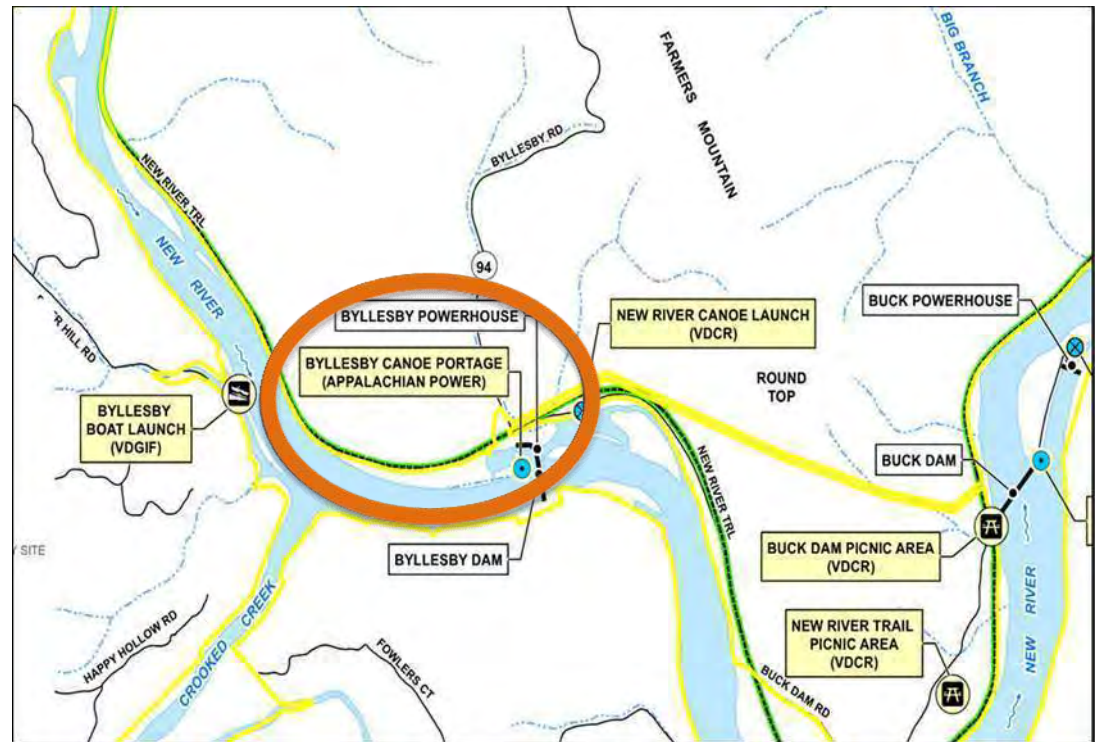 FARMERS MOUNTAIN
BIG BRANCH
BYLLESBY RD
NEW RIVER TRL
NEW RIVER
94
BYLLESBY POWERHOUSE
NEW RIVER CANOE LAUNCH
(VDCR)
BUCK POWERHOUSE
R HILL RD
BYLLESBY CANOE PORTAGE
(APPALACHIAN POWER)
ROUND
TOP
BYLLESBY
BOAT LAUNCH
(VDGIF)
NEW RIVER TRL
BUCK DAM
Y SITE
BYLLESBY DAM
BUCK DAM PICNIC AREA
(VDCR)
NEW RIVER
CROOKED CREEK
HAPPY HOLLOW RD
FOWLERS CT
NEW RIVER TRAIL
PICNIC AREA
(VDCR)
BUCK DAM RD